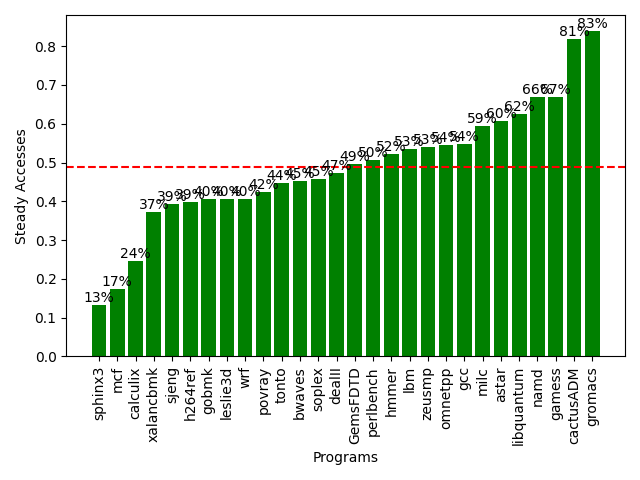 83%
81%
66%
67%
62%
60%
59%
54%
54%
53%
53%
52%
50%
49%
47%
45%
45%
44%
42%
40%
40%
40%
39%
39%
37%
24%
17%
13%
0.8
0.7
0.6
0.5
0.4
0.3
0.2
0.1
0.0
Steady Accesses
sphinx3
mcf
calculix
xalancbmk
sjeng
h264ref
gobmk
leslie3d
wrf
povray
tonto
bwaves
soplex
dealII
GemsFDTD
perlbench
hmmer
lbm
zeusmp
omnetpp
gcc
milc
astar
libquantum
namd
gamess
cactusADM
gromacs
Programs